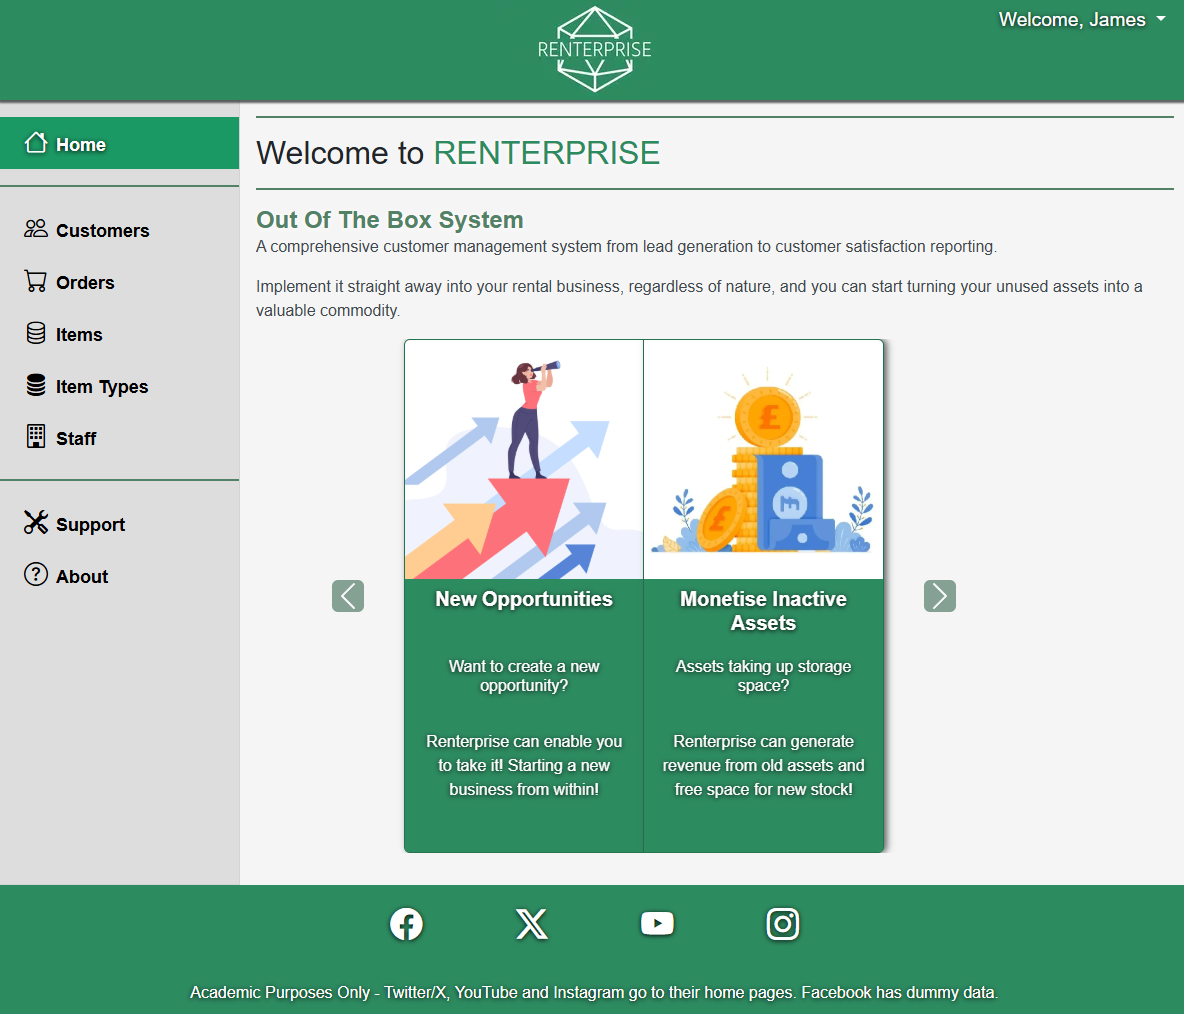 RENTERPRISE
Welcome, James
Home
Customers
Orders
Items
Item Types
Staff
Support
About
Welcome to RENTERPRISE
Out Of The Box System
A comprehensive customer management system from lead generation to customer satisfaction reporting.
Implement it straight away into your rental business, regardless of nature, and you can start turning your unused assets into a
valuable commodity.
£
£
New Opportunities
Want to create a new
opportunity?
Renterprise can enable you
to take it! Starting a new
business from within!
Monetise Inactive
Assets
Assets taking up storage
space?
Renterprise can generate
revenue from old assets and
free space for new stock!
Academic Purposes Only - Twitter/X, YouTube and Instagram go to their home pages. Facebook has dummy data.